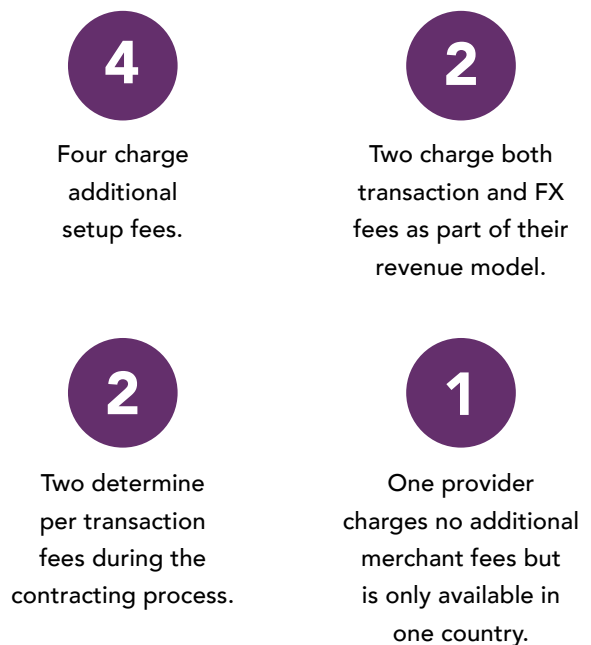 4
Four charge
additional
setup fees.
2
Two charge both
transaction and FX
fees as part of their
revenue model.
2
Two determine
per transaction
fees during the
contracting process.
1
One provider
charges no additional
merchant fees but
is only available in
one country.